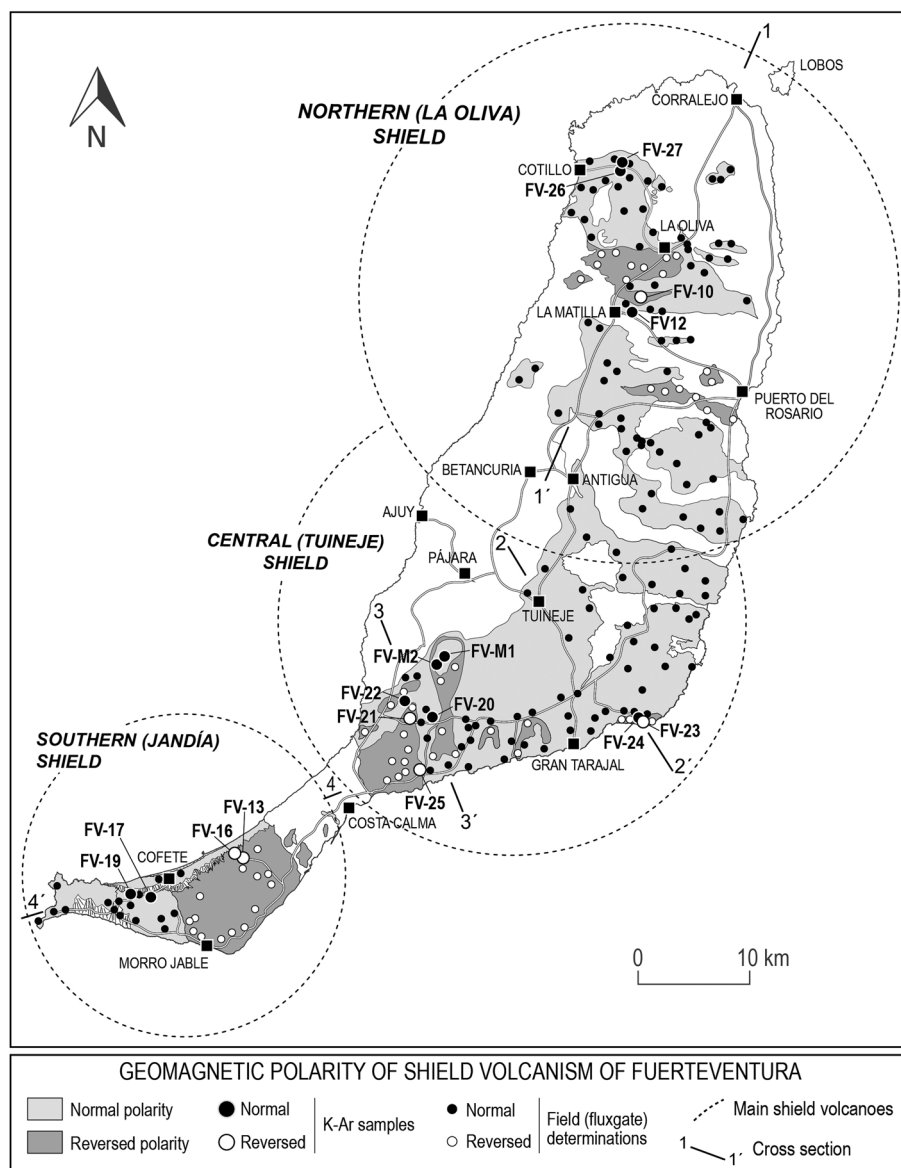 1
LOBOS
CORRALEJO
NORTHERN (LA OLIVA)
SHIELD
N
FV-27
COTILLO
FV-26
LA OLIVA
FV-10
LA MATILLA
FV12
PUERTO DEL
ROSARIO
BETANCURIA
ANTIGUA
1´
AJUY
CENTRAL (TUINEJE)
SHIELD
2
PÁJARA
TUINEJE
3
FV-M2
FV-M1
FV-22
FV-20
FV-21
FV-24
FV-23
SOUTHERN (JANDÍA)
SHIELD
GRAN TARAJAL
2´
FV-25
4
3´
FV-13
COSTA CALMA
FV-17
FV-16
COFETE
FV-19
4´
MORRO JABLE
0
10 km
GEOMAGNETIC POLARITY OF SHIELD VOLCANISM OF FUERTEVENTURA
Normal polarity
Reversed polarity
Normal
Reversed
K-Ar samples
Normal
Reversed
Field (fluxgate)
determinations
Main shield volcanoes
1
1´
Cross section